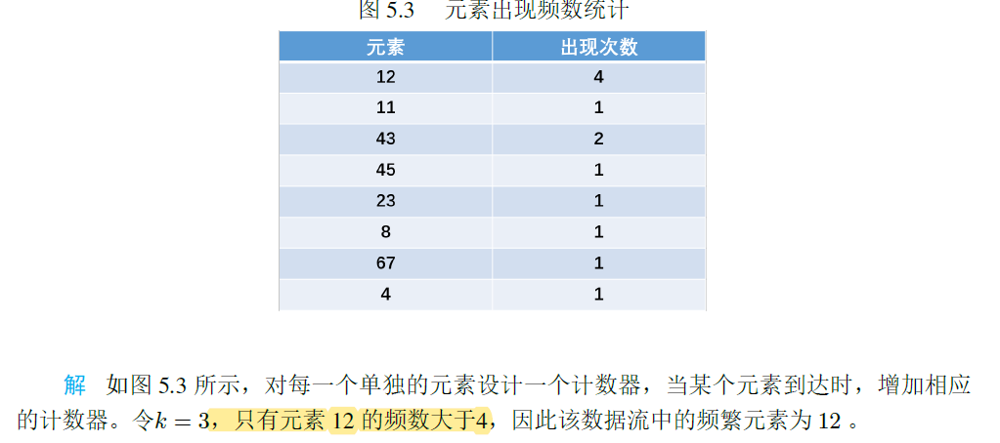 图 5.3 元素出现频数统计
元素 出现次数
12 4
11 1
43 2
45 1
23 1
8 1
67 1
4 1
解 如图 5.3 所示，对每一个单独的元素设计一个计数器，当某个元素到达时，增加相应
的计数器。令k = 3，只有元素 12 的频数大于4，因此该数据流中的频繁元素为 12 。